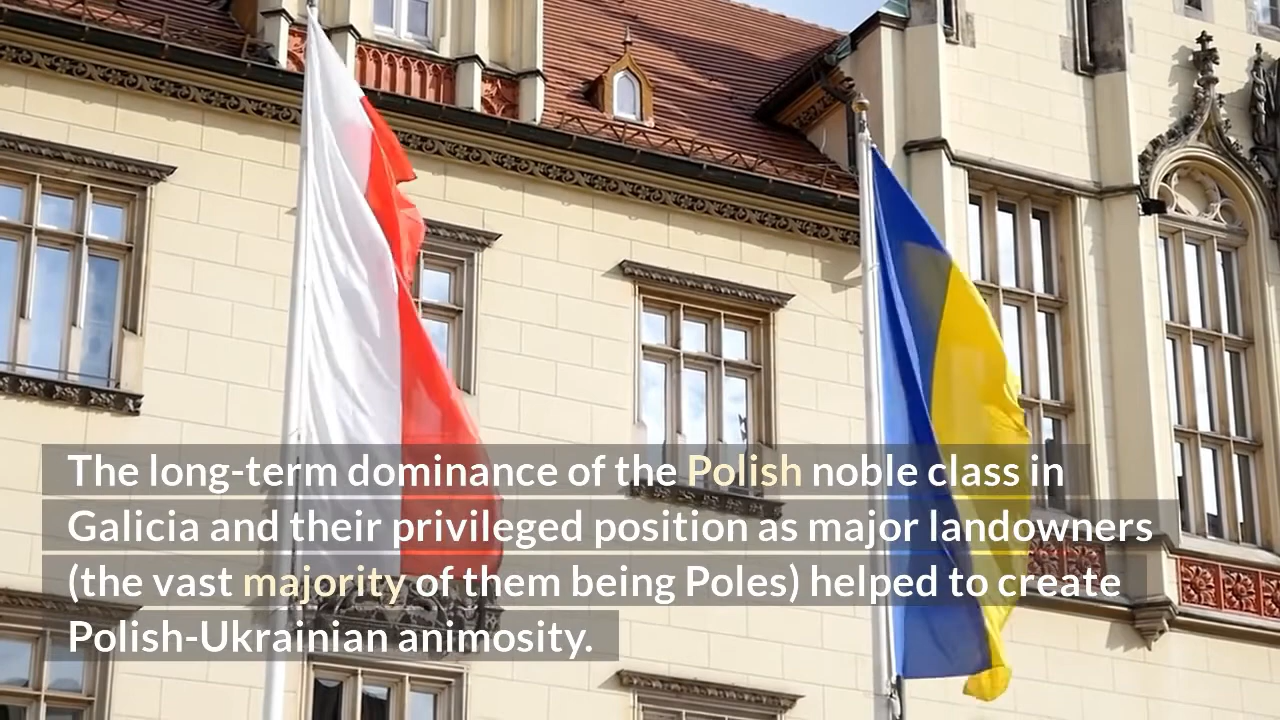 The long-term dominance of the Polish noble class in
Galicia and their privileged position as major landowners
(the vast majority of them being Poles) helped to create
Polish-Ukrainian animosity.